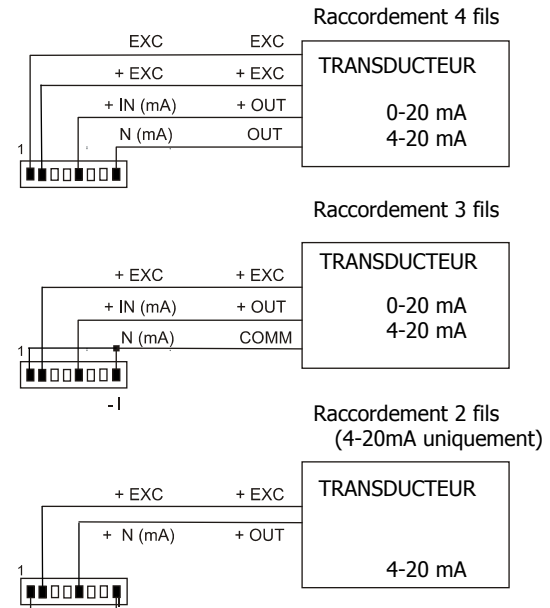 Raccordement 4 fils
EXC EXC
+ EXC + EXC
+ IN (mA) + OUT
N (mA) OUT
TRANSDUCTEUR
0-20 mA
4-20 mA
1
Raccordement 3 fils
+ EXC + EXC
+ IN (mA) + OUT
N (mA) COMM
TRANSDUCTEUR
0-20 mA
4-20 mA
1
- I
Raccordement 2 fils
(4-20mA uniquement)
+ EXC + EXC
+ N (mA) + OUT
TRANSDUCTEUR
4-20 mA
1